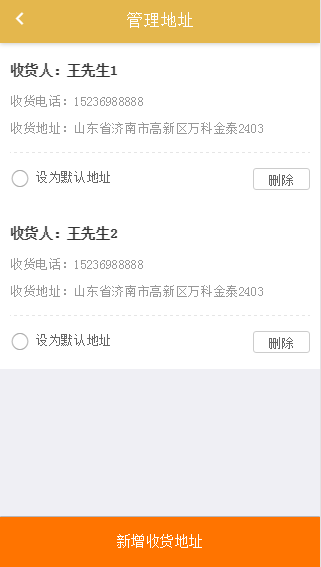 管理地址
收货人：王先生1
收货电话：15236988888
收货地址：山东省济南市高新区万科金泰2403
设为默认地址
删除
收货人：王先生2
收货电话：15236988888
收货地址：山东省济南市高新区万科金泰2403
设为默认地址
删除
新增收货地址